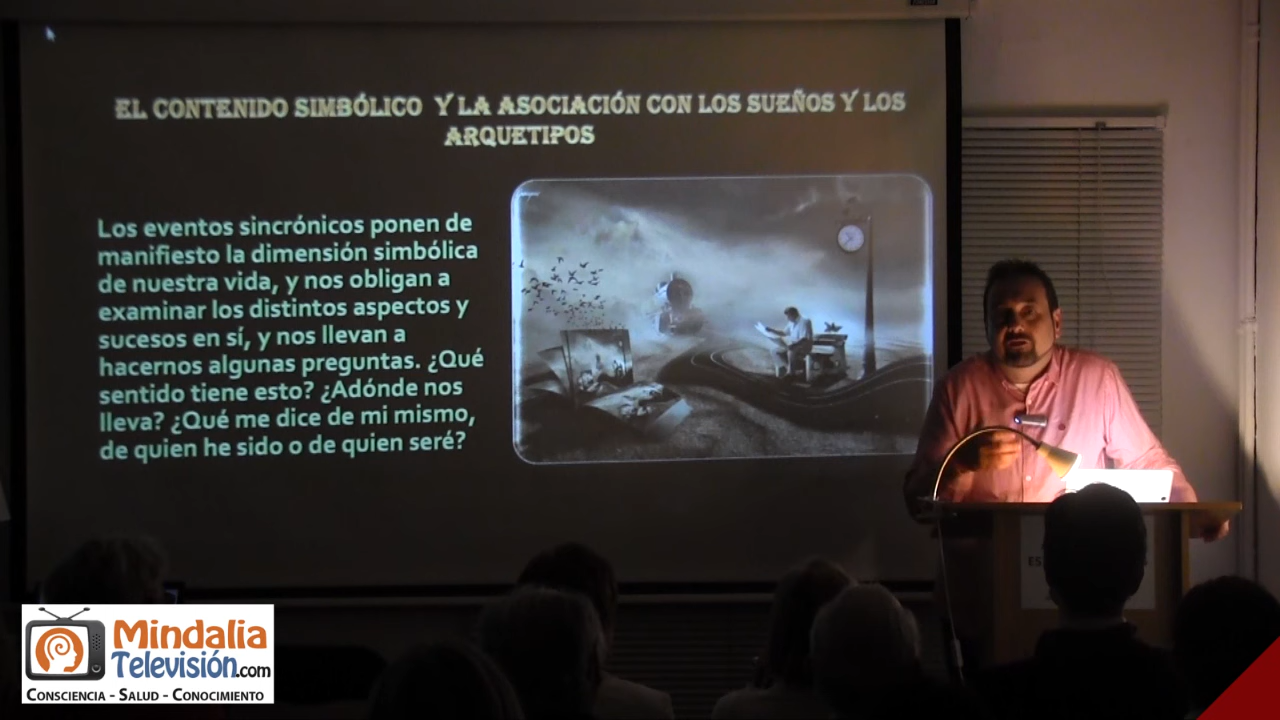 EL CONTENIDO SIMBÓLICO Y LA ASOCIACIÓN CON LOS SUEÑOS Y LOS
ARQUETIPOS
Los eventos sincrónicos ponen de
manifiesto la dimensión simbólica
de nuestra vida, y nos obligan a
examinar los distintos aspectos y
sucesos en sí, y nos llevan a
hacernos algunas preguntas. ¿Qué
sentido tiene esto? ¿Adónde nos
lleva? ¿Qué me dice de mi mismo,
de quien he sido o de quien seré?
Mindalia
Televisión.com
CONSCIENCIA - SALUD - CONOCIMIENTO